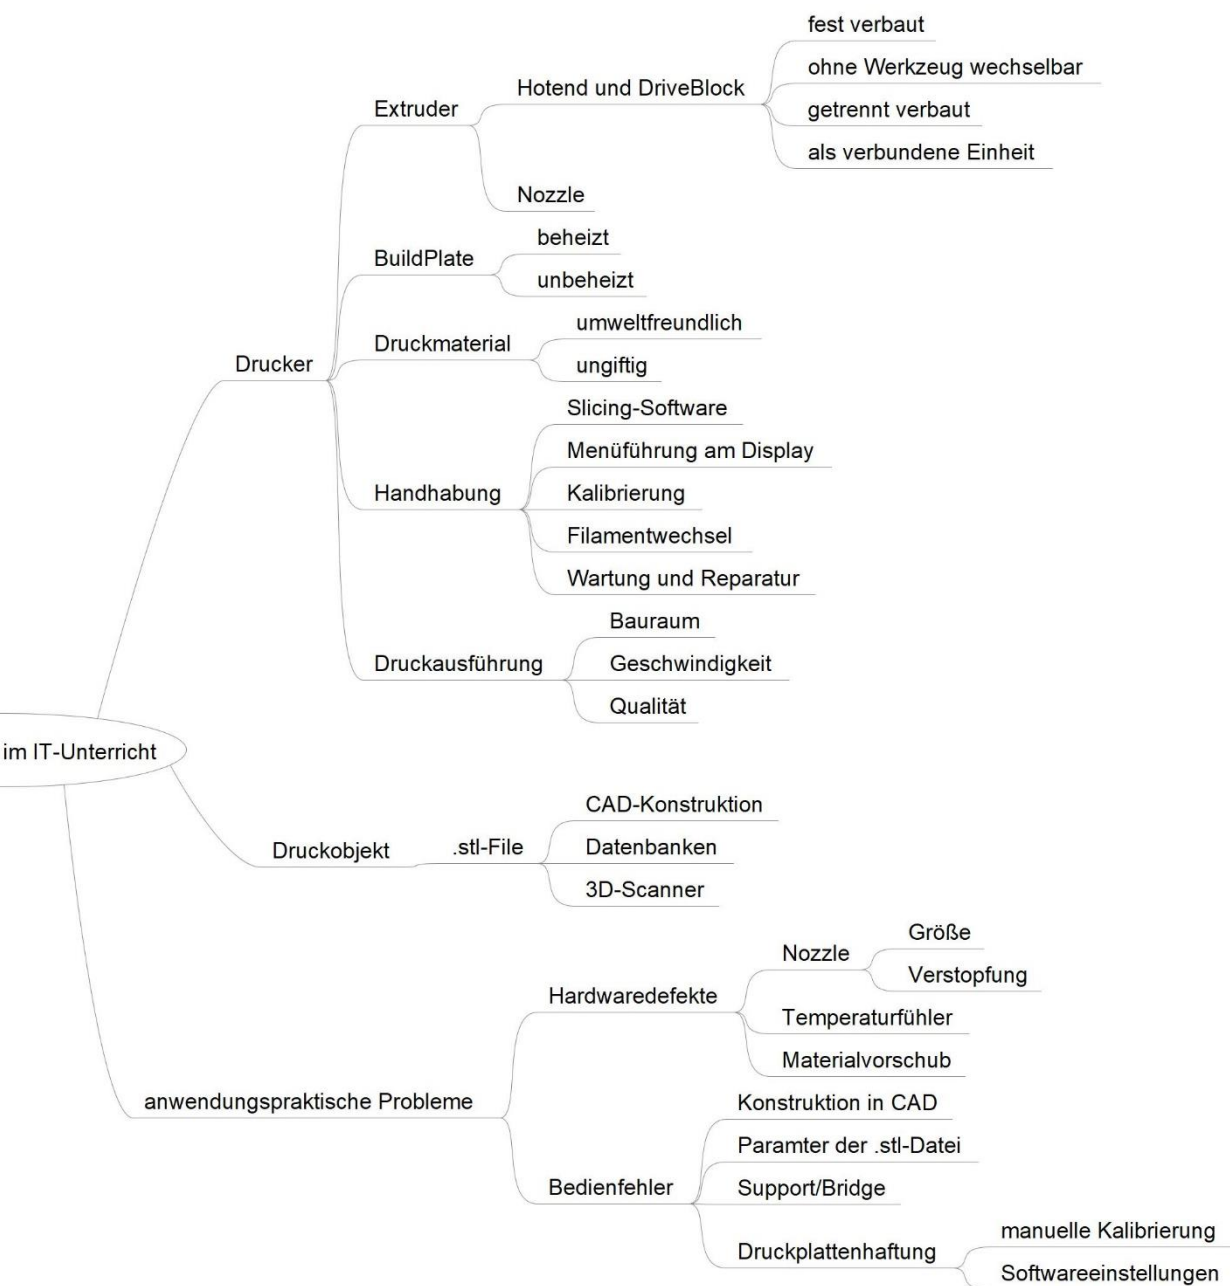 fest verbaut
ohne Werkzeug wechselbar
Hotend und DriveBlock
getrennt verbaut
als verbundene Einheit
Extruder
Nozzle
beheizt
BuildPlate
unbeheizt
umweltfreundlich
Druckmaterial
ungiftig
Drucker
Slicing-Software
Menüführung am Display
Handhabung
Kalibrierung
Filamentwechsel
Wartung und Reparatur
Bauraum
Druckausführung
Geschwindigkeit
Qualität
im IT-Unterricht
CAD-Konstruktion
Druckobjekt
.stl-File
Datenbanken
3D-Scanner
Größe
Nozzle
Verstopfung
Hardwaredefekte
Temperaturfühler
Materialvorschub
anwendungspraktische Probleme
Konstruktion in CAD
Paramter der .stl-Datei
Bedienfehler
Support/Bridge
manuelle Kalibrierung
Druckplattenhaftung
Softwareeinstellungen